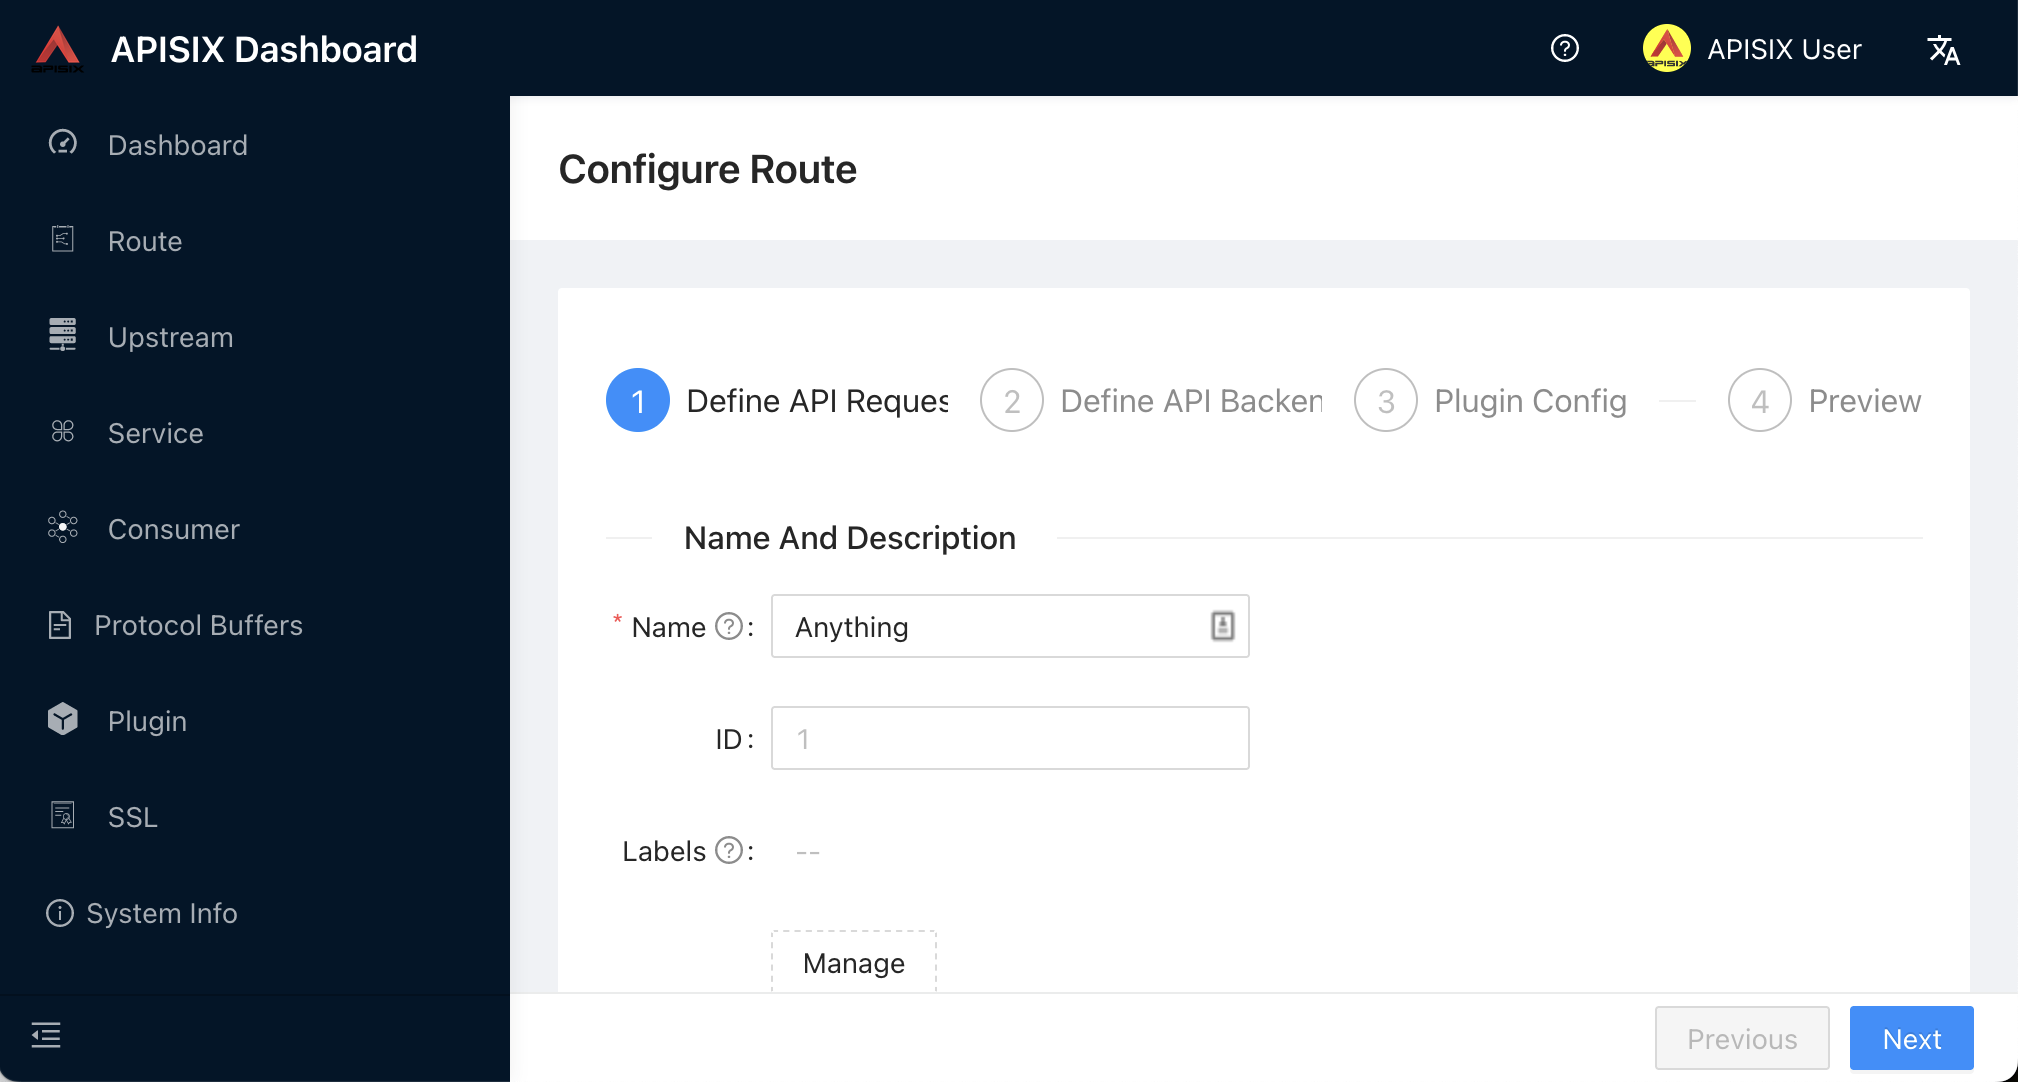 APISIX Dashboard
APISIX User
Dashboard
Route
Upstream
Service
Consumer
Protocol Buffers
Plugin
SSL
System Info
Configure Route
1 Define API Reques
2 Define API Backen
3 Plugin Config
4 Preview
Name And Description
* Name ? : Anything
ID : 1
Labels ? : --
Manage
Previous
Next